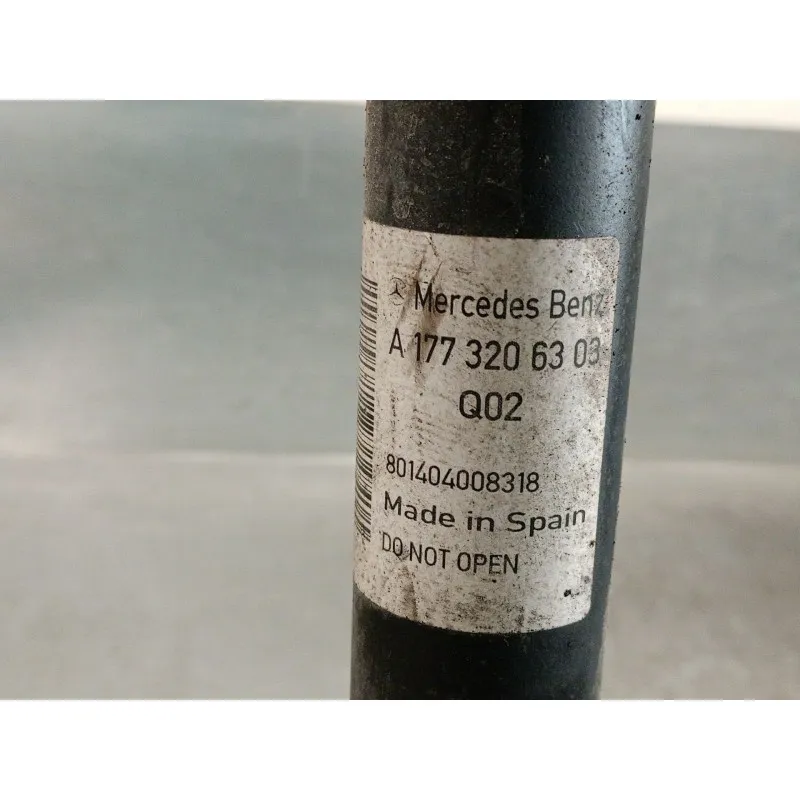 Mercedes Benz
A 177 320 63 03
Q02
801404008318
Made in Spain
DO NOT OPEN